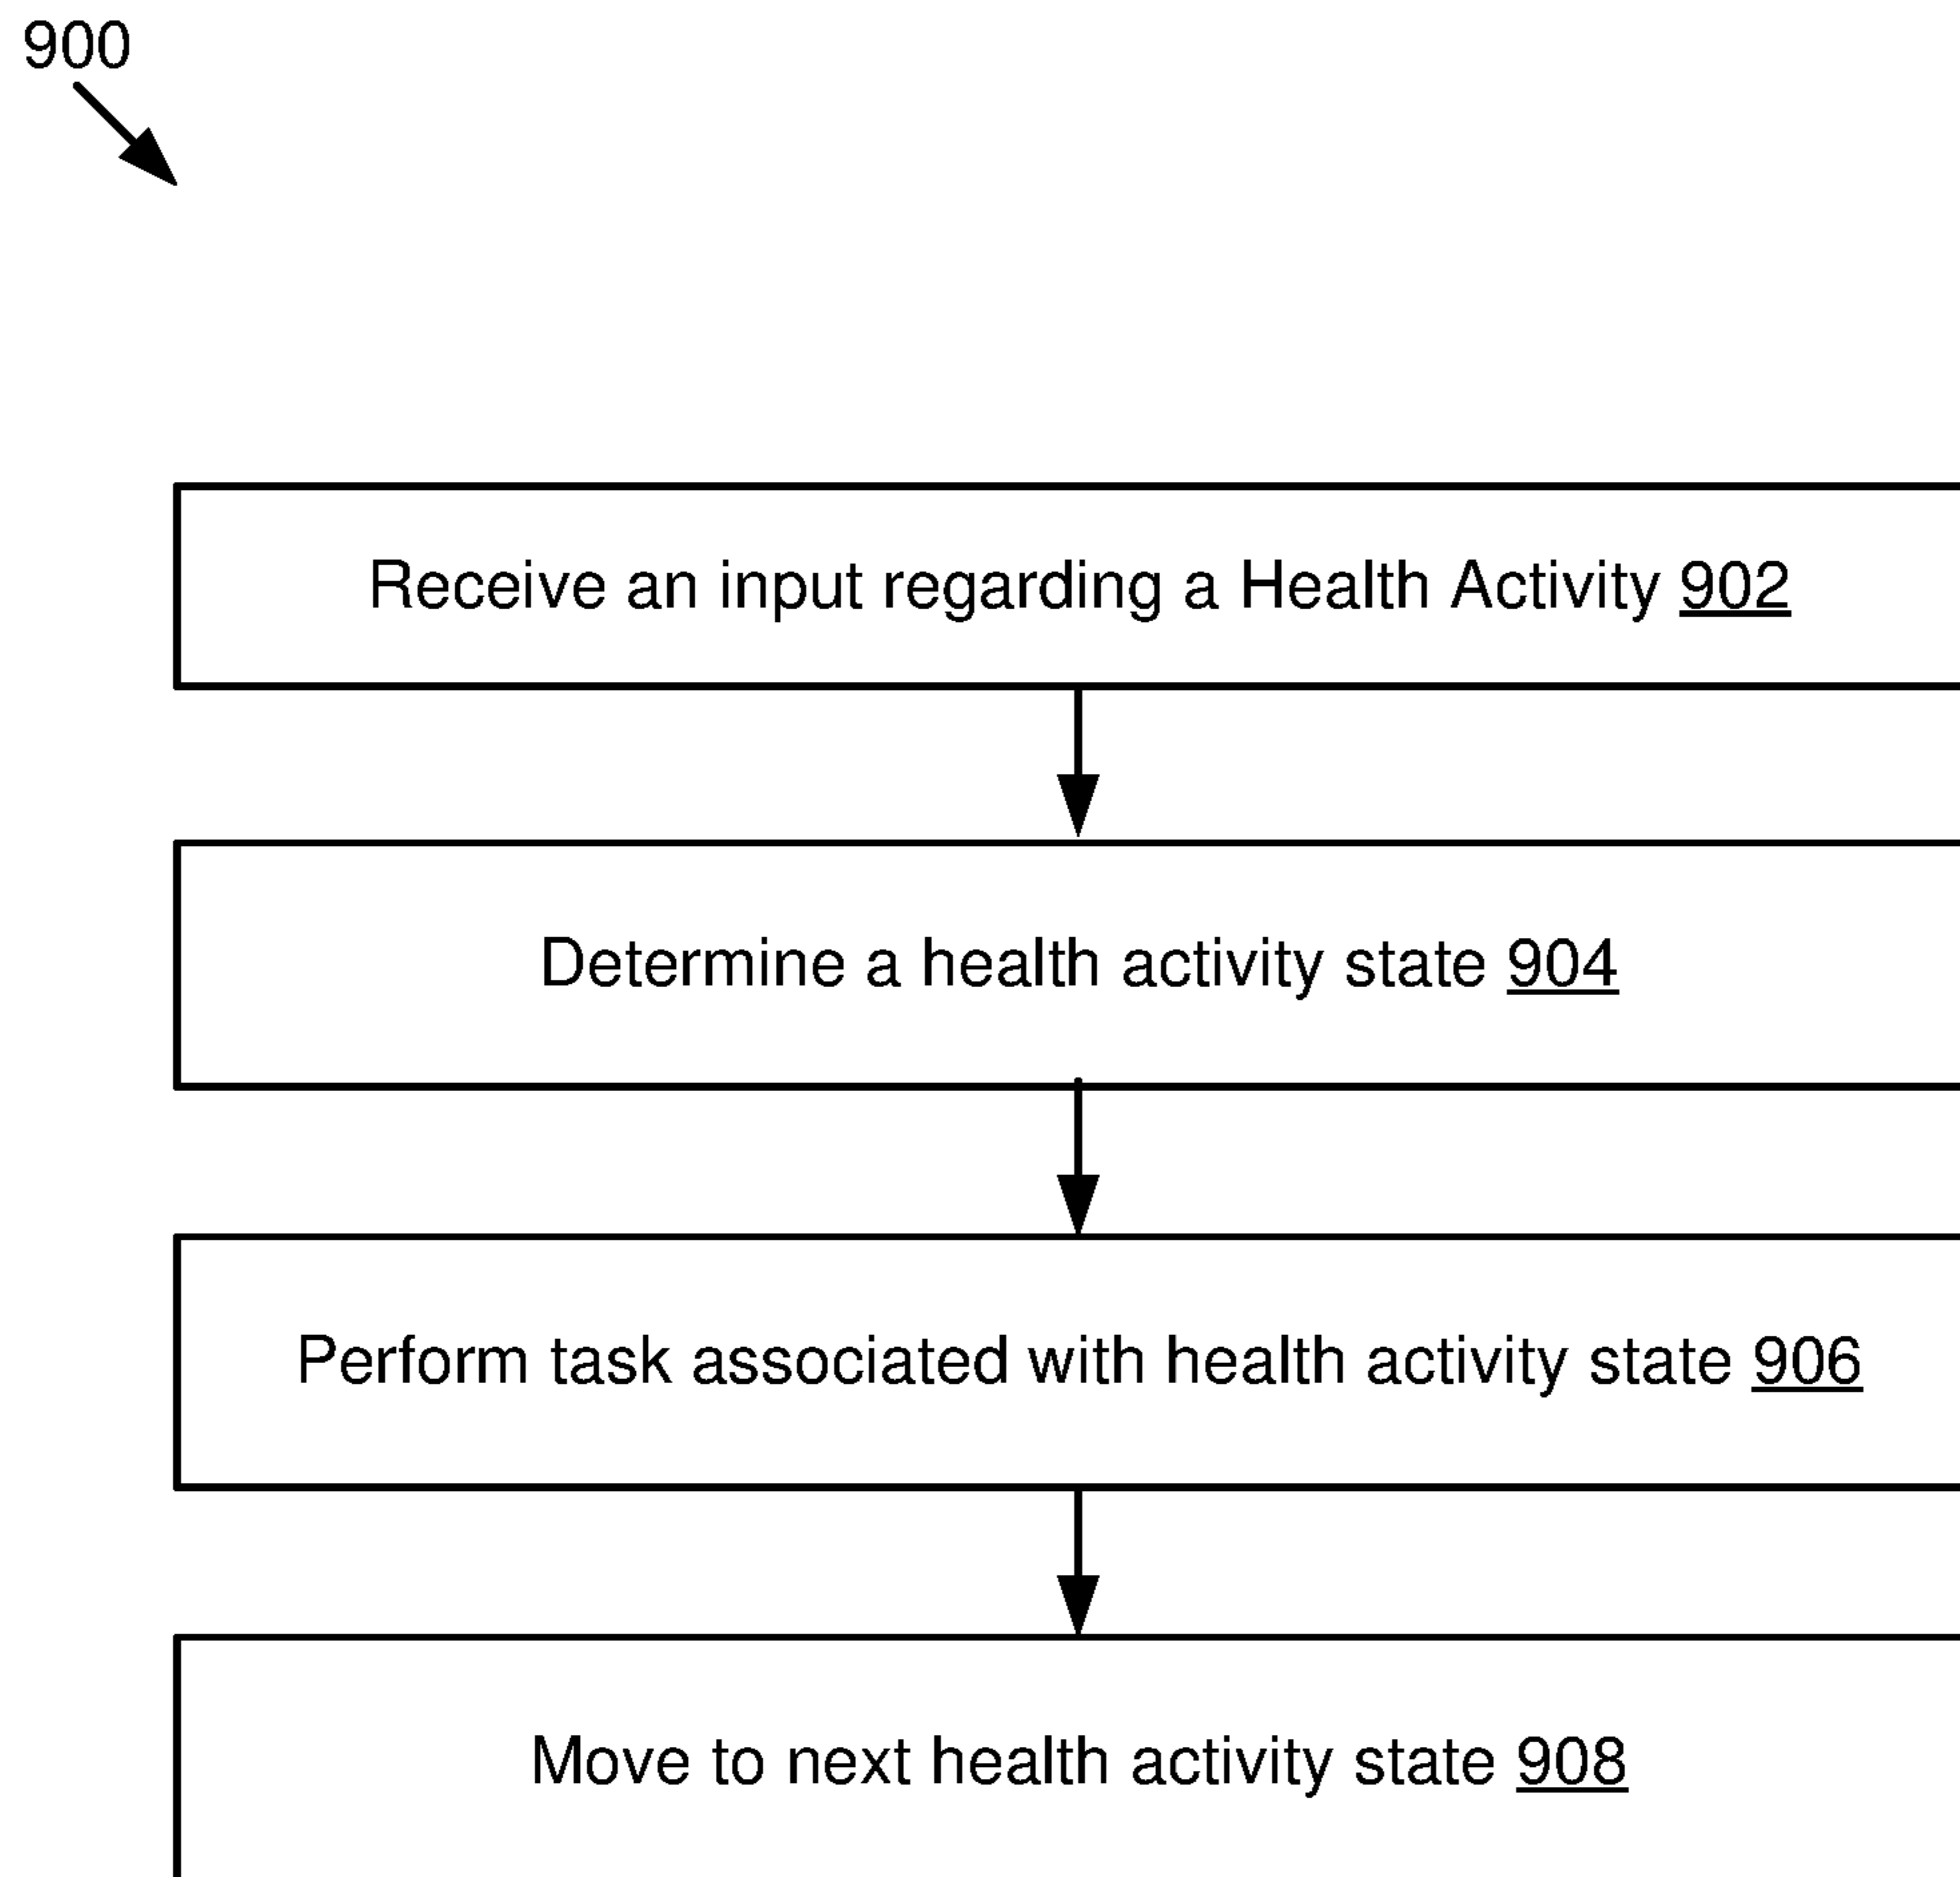 900
Receive an input regarding a Health Activity 902
Determine a health activity state 904
Perform task associated with health activity state 906
Move to next health activity state 908